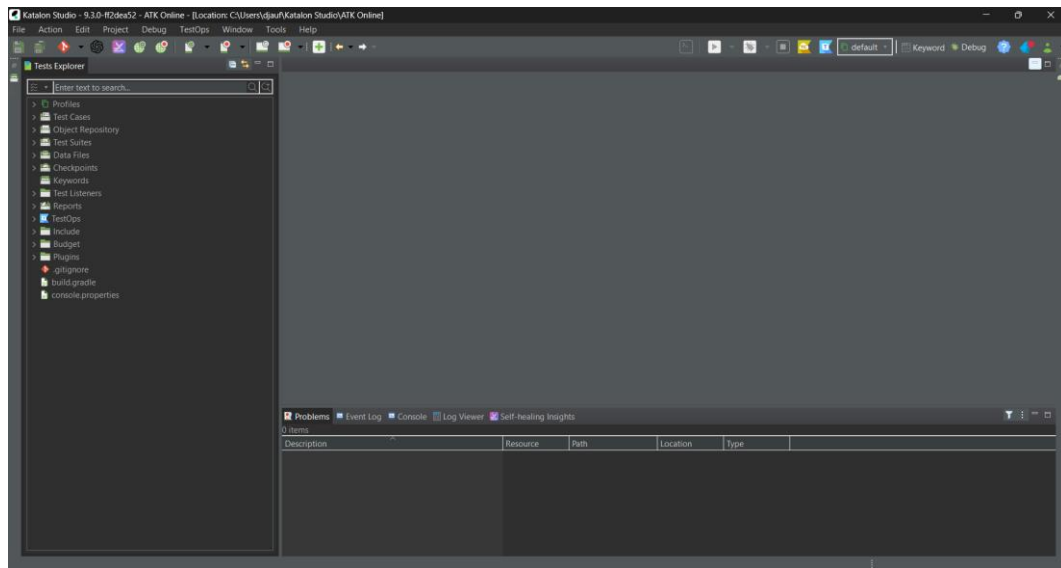 Katalon Studio - 9.3.0-ff2dea52 - ATK Online - [Location: C:\Users\djauf\Katalon Studio\ATK Online]
File Action Edit Project Debug TestOps Window Tools Help
default Keyword Debug
Tests Explorer
Enter text to search...
Profiles
Test Cases
Object Repository
Test Suites
Data Files
Checkpoints
Keywords
Test Listeners
Reports
TestOps
Include
Budget
Plugins
.gitignore
build.gradle
console.properties
Problems Event Log Console Log Viewer Self-healing Insights
0 items
Description Resource Path Location Type